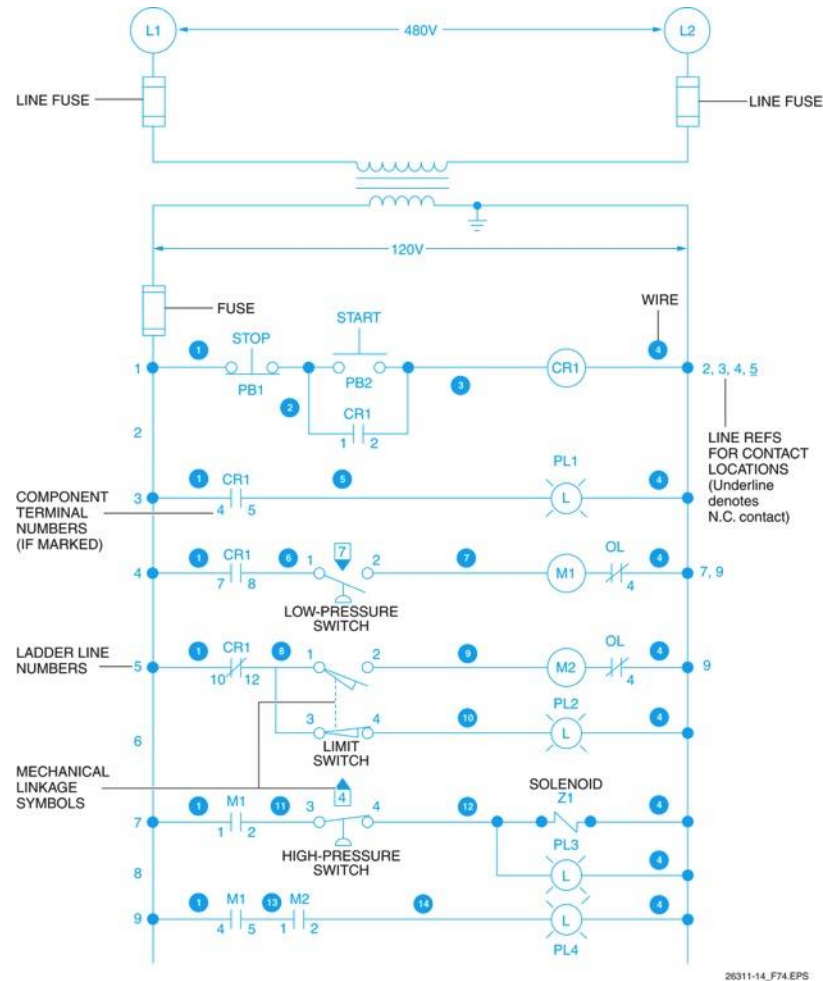 L1
480V
L2
LINE FUSE
LINE FUSE
120V
FUSE
WIRE
START
STOP
1
4
1
PB1
PB2
3
CR1
2, 3, 4, 5
2
CR1
1 2
2
LINE REFS
FOR CONTACT
LOCATIONS
(Underline
denotes
N.C. contact)
PL1
1
CR1
5
4
3
L
COMPONENT
TERMINAL
NUMBERS
(IF MARKED)
4 5
1
CR1
6
1
7
2
7
OL
4
4
7 8
M1
4
7, 9
LOW-PRESSURE
SWITCH
LADDER LINE
NUMBERS
1
CR1
8
1
2
9
OL
4
5
10 12
M2
4
9
PL2
3
4
10
4
6
L
LIMIT
SWITCH
MECHANICAL
LINKAGE
SYMBOLS
4
SOLENOID
Z1
1
M1
11
3
4
12
4
7
1 2
HIGH-PRESSURE
SWITCH
PL3
4
8
L
1
M1
13
M2
14
4
9
4 5
1 2
L
PL4
26311-14_F74.EPS